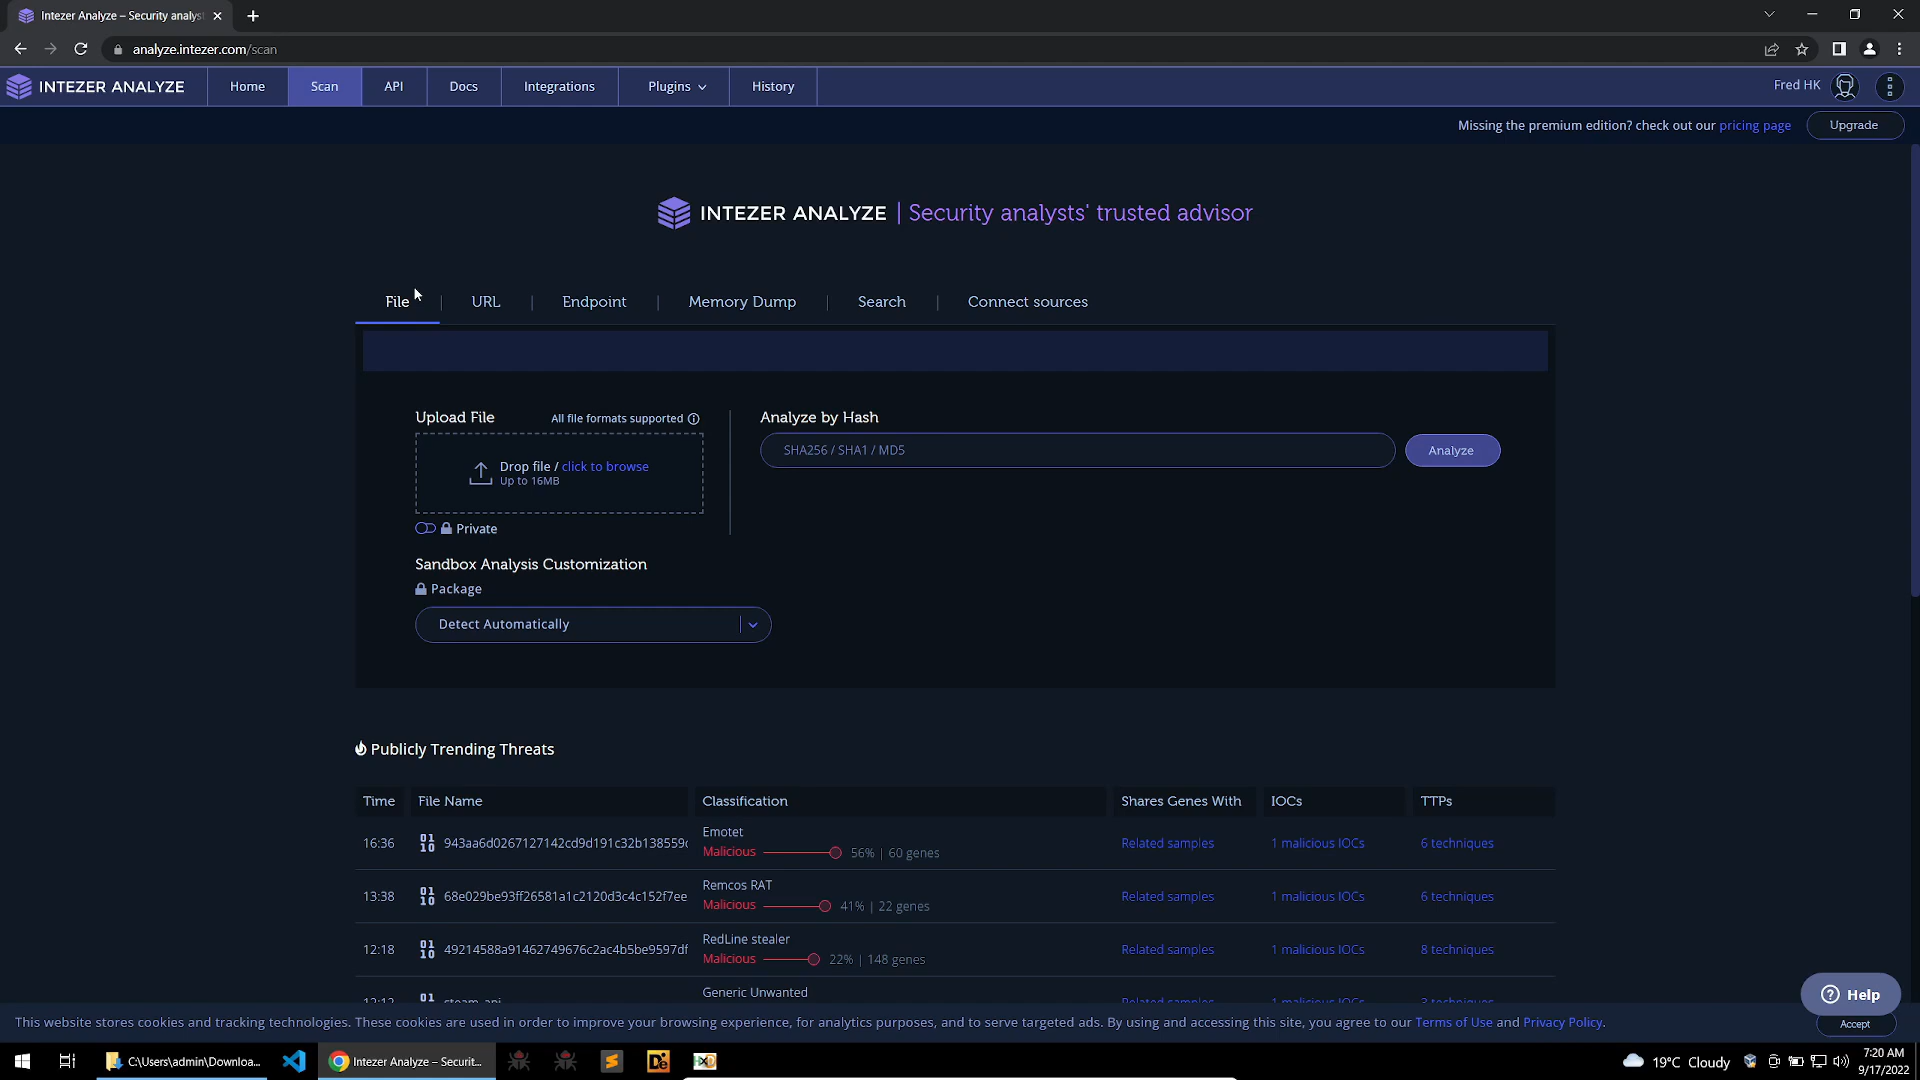 Intezer Analyze – Security analyst
analyze.intezer.com/scan
INTEZER ANALYZE
Home
Scan
API
Docs
Integrations
Plugins
History
Fred HK
Missing the premium edition? check out our pricing page
Upgrade
INTEZER ANALYZE | Security analysts' trusted advisor
File | URL | Endpoint | Memory Dump | Search | Connect sources
Upload File
All file formats supported
Drop file / click to browse
Up to 16MB
Private
Analyze by Hash
SHA256 / SHA1 / MD5
Analyze
Sandbox Analysis Customization
Package
Detect Automatically
Publicly Trending Threats
Time
File Name
Classification
Shares Genes With
IOCs
TTPs
16:36
943aa6d0267127142cd9d191c32b138559
Emotet
Malicious
56% | 60 genes
Related samples
1 malicious IOCs
6 techniques
13:38
68e029be93ff26581a1c2120d3c4c152f7ee
Remcos RAT
Malicious
41% | 22 genes
Related samples
1 malicious IOCs
6 techniques
12:18
49214588a91462749676c2ac4b5be9597df
RedLine stealer
Malicious
22% | 148 genes
Related samples
1 malicious IOCs
8 techniques
Generic Unwanted
Help
This website stores cookies and tracking technologies. These cookies are used in order to improve your browsing experience, for analytics purposes, and to serve targeted ads. By using and accessing this site, you agree to our Terms of Use and Privacy Policy.
Accept
C:\Users\admin\Downloa...
Intezer Analyze – Securit...
19°C Cloudy
7:20 AM
9/17/2022